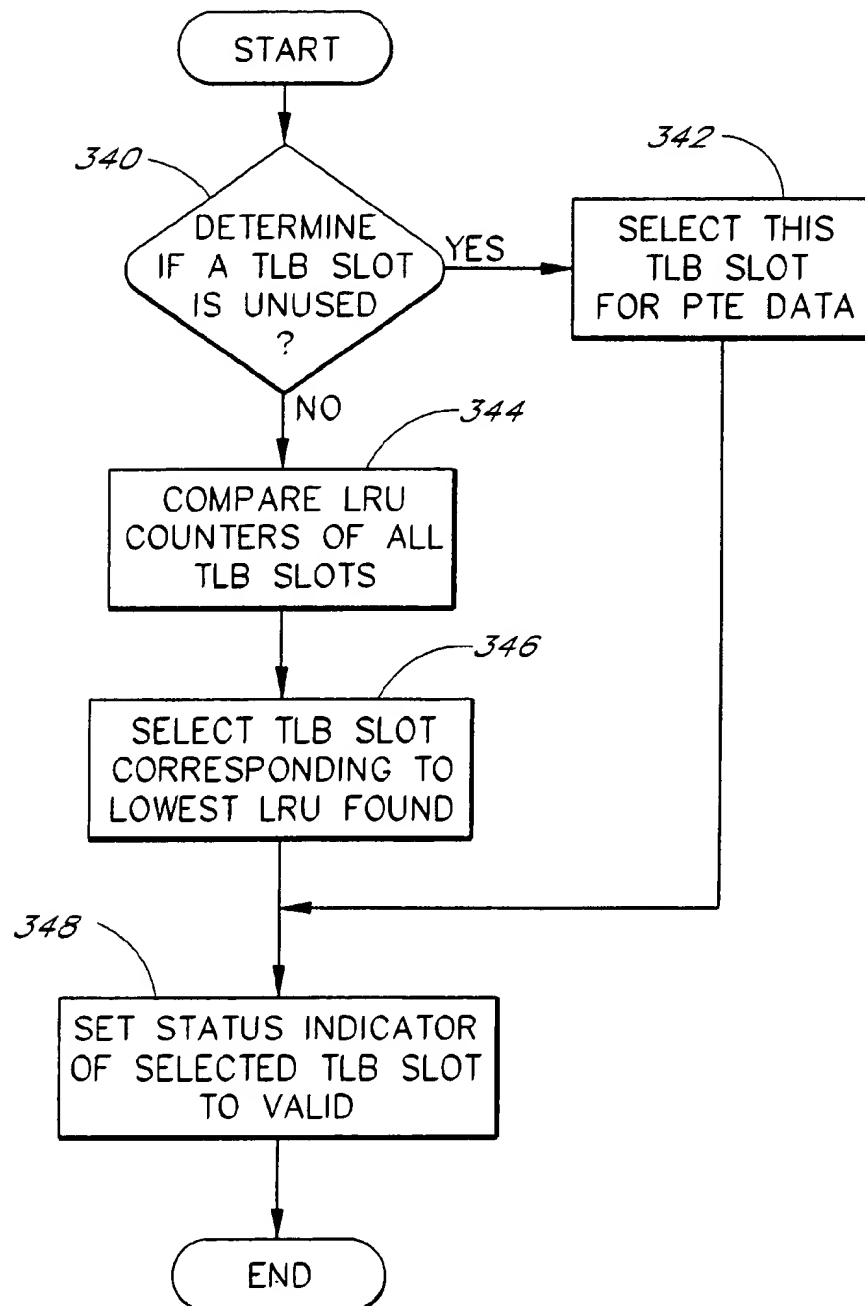 START
340
DETERMINE
IF A TLB SLOT
IS UNUSED
?
YES
342
SELECT THIS
TLB SLOT
FOR PTE DATA
NO
344
COMPARE LRU
COUNTERS OF ALL
TLB SLOTS
346
SELECT TLB SLOT
CORRESPONDING TO
LOWEST LRU FOUND
348
SET STATUS INDICATOR
OF SELECTED TLB SLOT
TO VALID
END